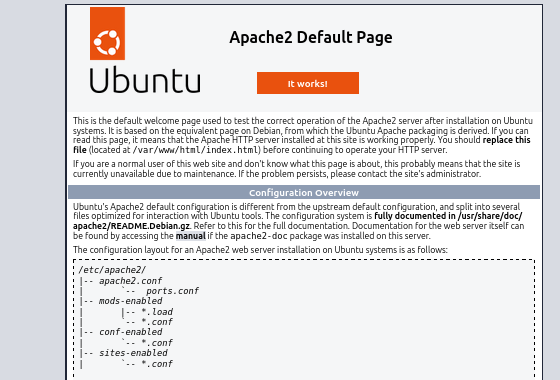 Apache2 Default Page
Ubuntu
It works!
This is the default welcome page used to test the correct operation of the Apache2 server after installation on Ubuntu
systems. It is based on the equivalent page on Debian, from which the Ubuntu Apache packaging is derived. If you can
read this page, it means that the Apache HTTP server installed at this site is working properly. You should replace this
file (located at /var/www/html/index.html) before continuing to operate your HTTP server.
If you are a normal user of this web site and don't know what this page is about, this probably means that the site is
currently unavailable due to maintenance. If the problem persists, please contact the site's administrator.
Configuration Overview
Ubuntu's Apache2 default configuration is different from the upstream default configuration, and split into several
files optimized for interaction with Ubuntu tools. The configuration system is fully documented in /usr/share/doc/
apache2/README.Debian.gz. Refer to this for the full documentation. Documentation for the web server itself can
be found by accessing the manual if the apache2-doc package was installed on this server.
The configuration layout for an Apache2 web server installation on Ubuntu systems is as follows:
/etc/apache2/
|-- apache2.conf
|       `--  ports.conf
|-- mods-enabled
|       |-- *.load
|       `-- *.conf
|-- conf-enabled
|       `-- *.conf
|-- sites-enabled
|       `-- *.conf